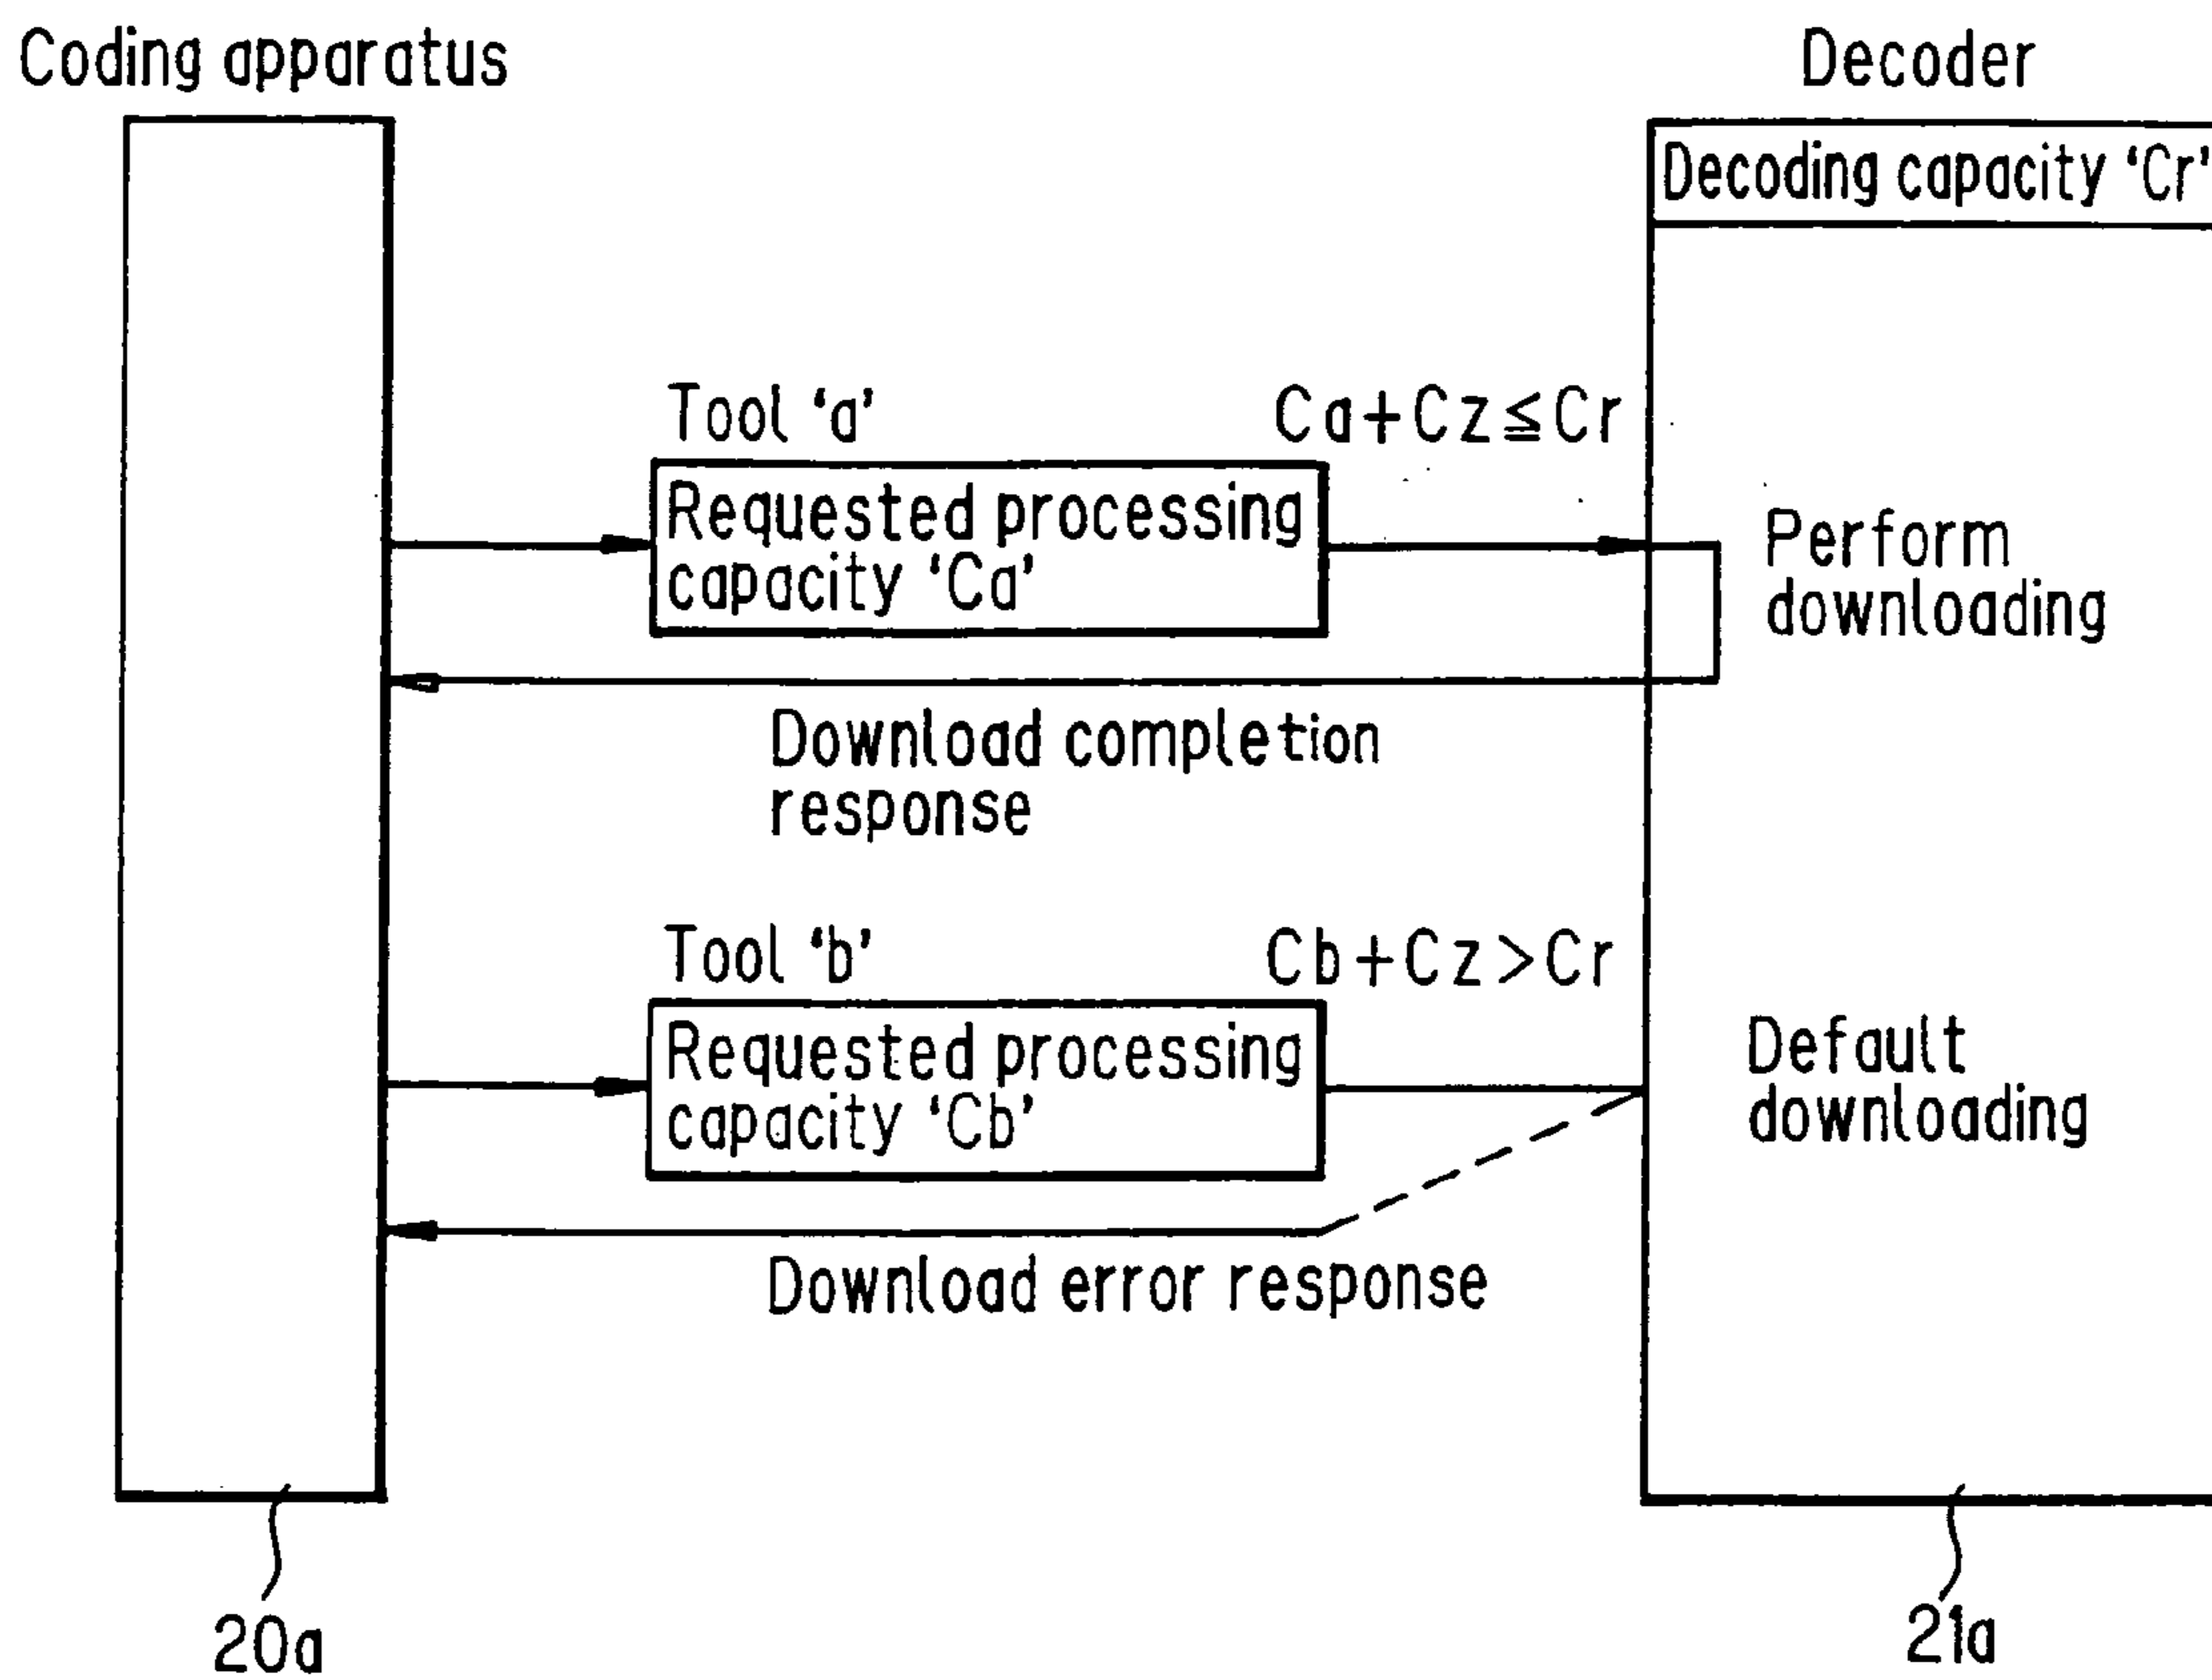 Coding apparatus
Decoder
Decoding capacity ‘Cr’
Tool ‘a’
Ca+Cz≦Cr
Requested processing
capacity ‘Ca’
Perform
downloading
Download completion
response
Tool ‘b’
Cb+Cz>Cr
Requested processing
capacity ‘Cb’
Default
downloading
Download error response
20a
21a